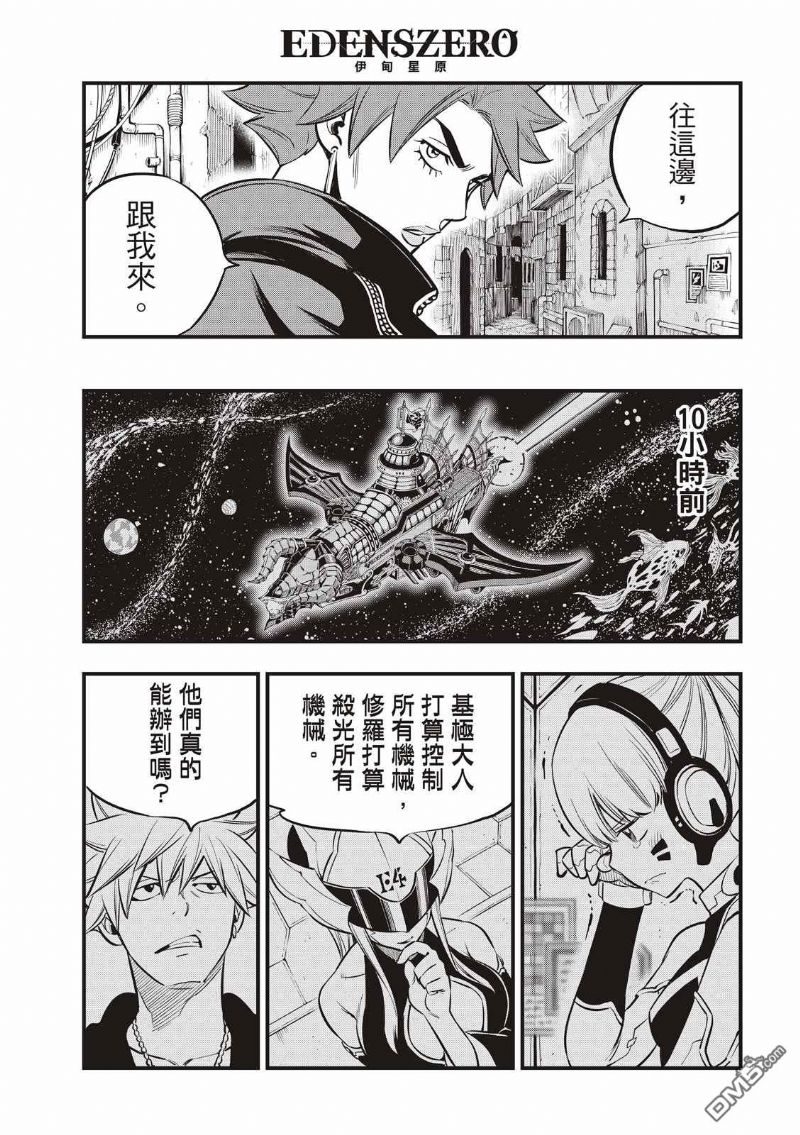 EDENSZERO
伊甸星原
往這邊，
跟我來。
10小時前
基極大人
打算控制
所有機械，
修羅打算
殺光所有
機械。
E4
他們真的
能辦到嗎？
DM5.com